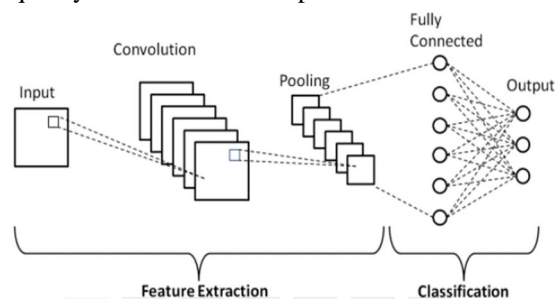 Fully
Connected
Convolution
Pooling
Input
Output
Feature Extraction
Classification